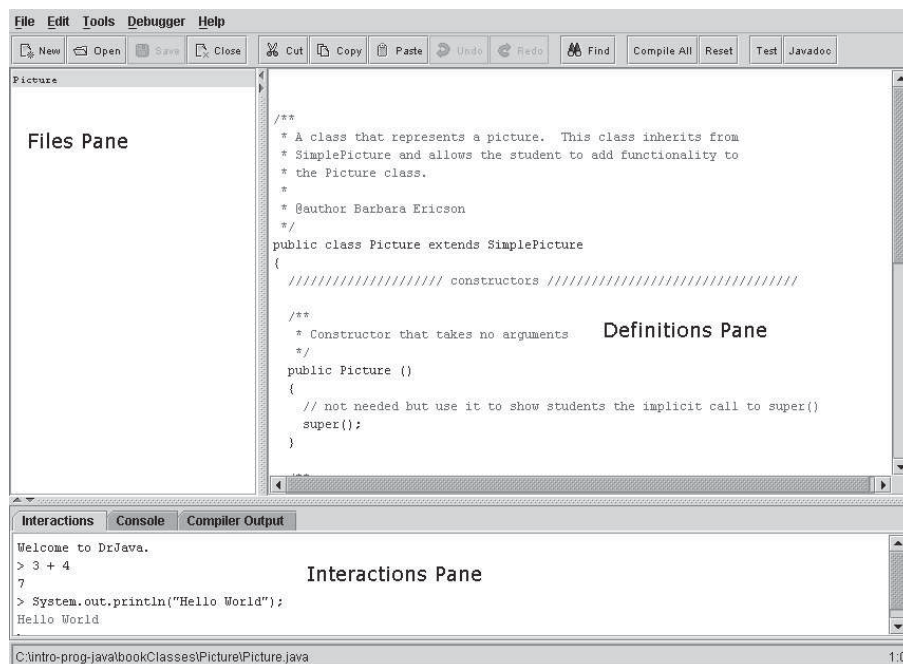 File Edit Tools Debugger Help
New Open Save Close Cut Copy Paste Undo Redo Find Compile All Reset Test Javadoc
Picture
Files Pane
/**
* A class that represents a picture. This class inherits from
* SimplePicture and allows the student to add functionality to
* the Picture class.
*
* @author Barbara Ericson
*/
public class Picture extends SimplePicture
{
///////////////////// constructors //////////////////////////////////
/**
* Constructor that takes no arguments
*/
Definitions Pane
public Picture ()
{
// not needed but use it to show students the implicit call to super()
super();
}
Interactions Console Compiler Output
Welcome to DrJava.
> 3 + 4
7
> System.out.println("Hello World");
Hello World
Interactions Pane
C:\intro-prog-java\bookClasses\Picture\Picture.java